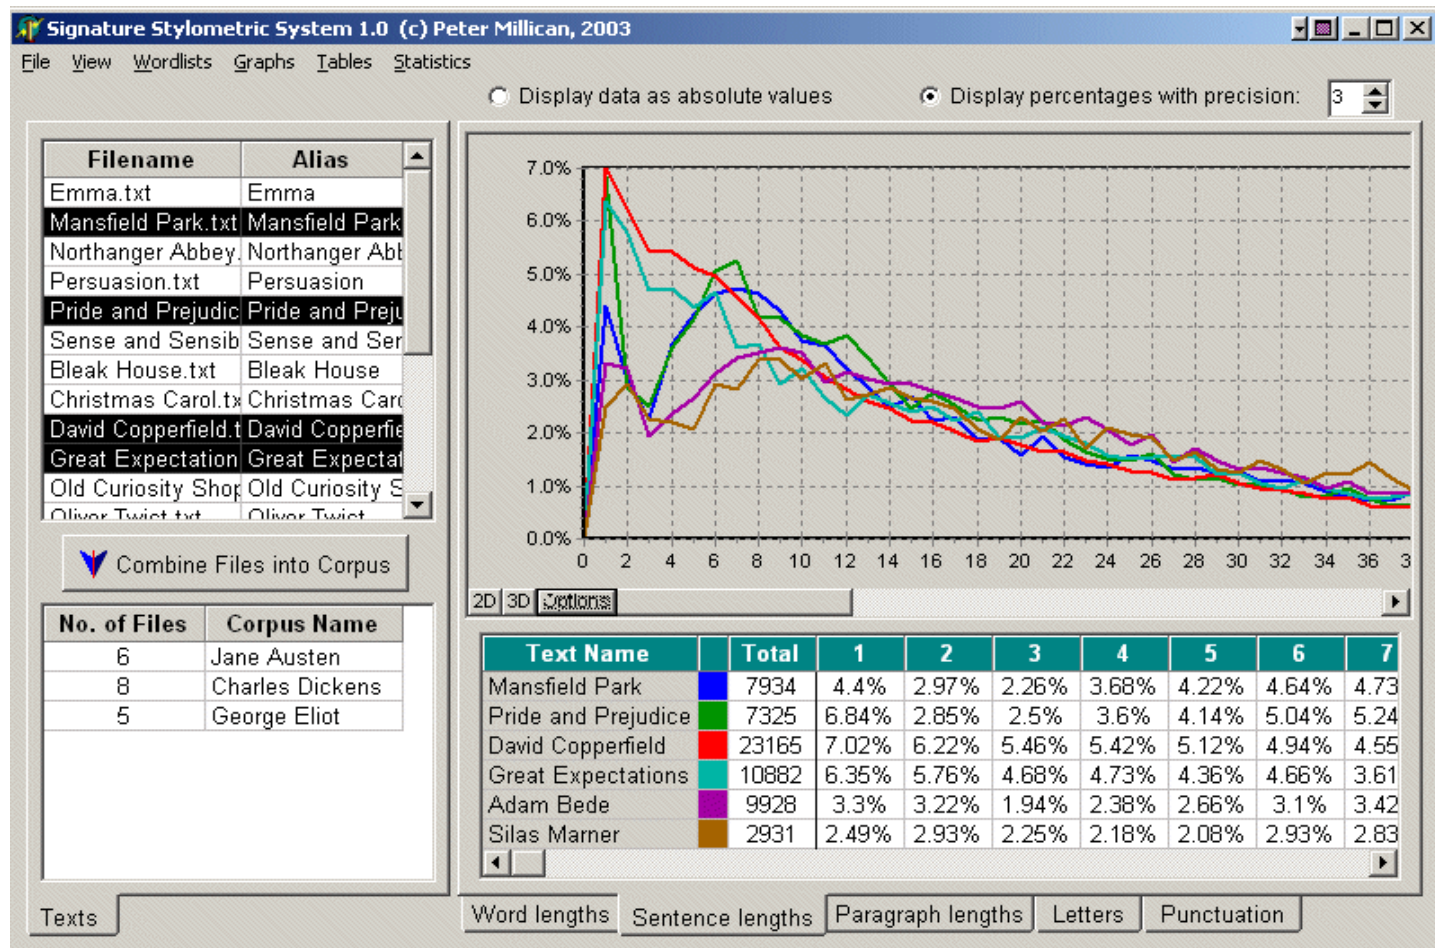 Signature Stylometric System 1.0 (c) Peter Millican, 2003
File View Wordlists Graphs Tables Statistics
Display data as absolute values Display percentages with precision: 3
Filename Alias
Emma.txt Emma
Mansfield Park.txt Mansfield Park
Northanger Abbey. Northanger Abb
Persuasion.txt Persuasion
Pride and Prejudic Pride and Preju
Sense and Sensib Sense and Sen
Bleak House.txt Bleak House
Christmas Carol.tx Christmas Caro
David Copperfield.t David Copperfie
Great Expectation Great Expectat
Old Curiosity Shop Old Curiosity S
Oliver Twist.txt Oliver Twist
Combine Files into Corpus
No. of Files Corpus Name
6 Jane Austen
8 Charles Dickens
5 George Eliot
Texts
7.0%
6.0%
5.0%
4.0%
3.0%
2.0%
1.0%
0.0%
0 2 4 6 8 10 12 14 16 18 20 22 24 26 28 30 32 34 36 3
2D 3D Options
Text Name Total 1 2 3 4 5 6 7
Mansfield Park 7934 4.4% 2.97% 2.26% 3.68% 4.22% 4.64% 4.73
Pride and Prejudice 7325 6.84% 2.85% 2.5% 3.6% 4.14% 5.04% 5.24
David Copperfield 23165 7.02% 6.22% 5.46% 5.42% 5.12% 4.94% 4.55
Great Expectations 10882 6.35% 5.76% 4.68% 4.73% 4.36% 4.66% 3.61
Adam Bede 9928 3.3% 3.22% 1.94% 2.38% 2.66% 3.1% 3.42
Silas Marner 2931 2.49% 2.93% 2.25% 2.18% 2.08% 2.93% 2.83
Word lengths Sentence lengths Paragraph lengths Letters Punctuation